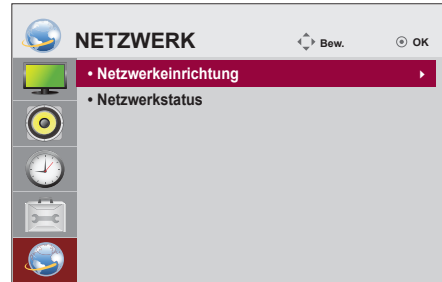 NETZWERK Bew. OK
• Netzwerkeinrichtung
• Netzwerkstatus